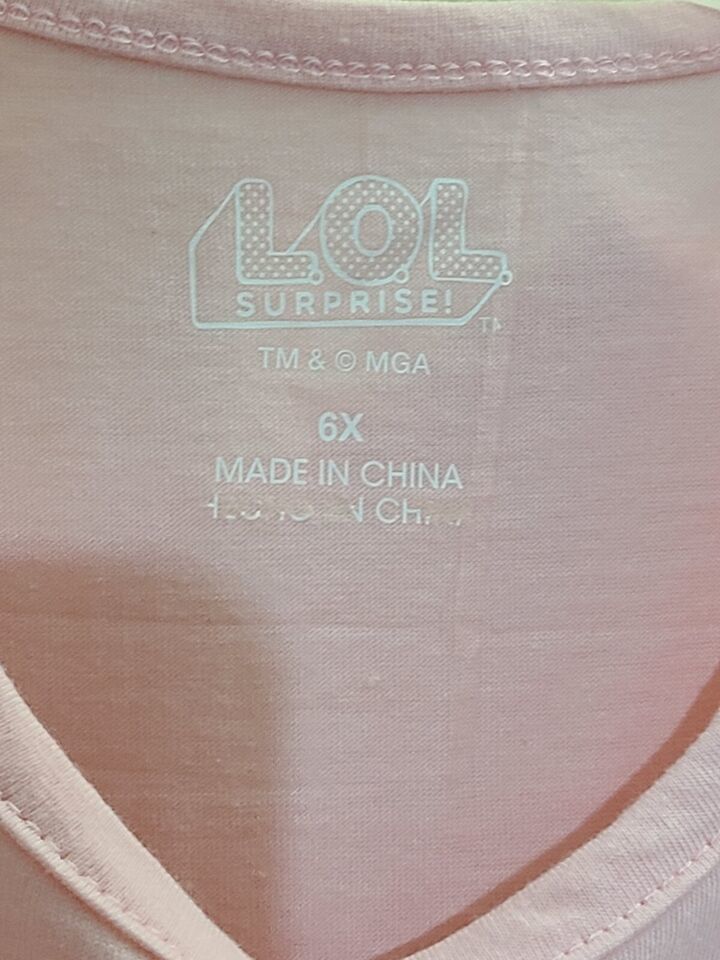 L.O.L.
SURPRISE!
TM
TM & © MGA
6X
MADE IN CHINA